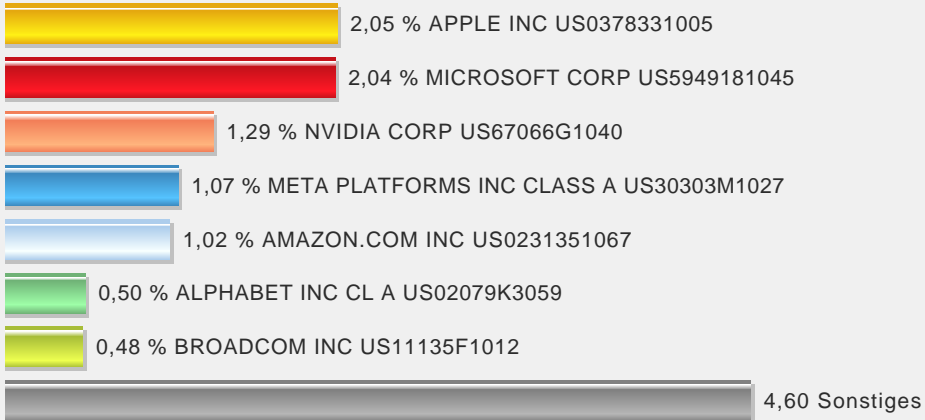 2,05 % APPLE INC US0378331005
2,04 % MICROSOFT CORP US5949181045
1,29 % NVIDIA CORP US67066G1040
1,07 % META PLATFORMS INC CLASS A US30303M1027
1,02 % AMAZON.COM INC US0231351067
0,50 % ALPHABET INC CL A US02079K3059
0,48 % BROADCOM INC US11135F1012
4,60 Sonstiges